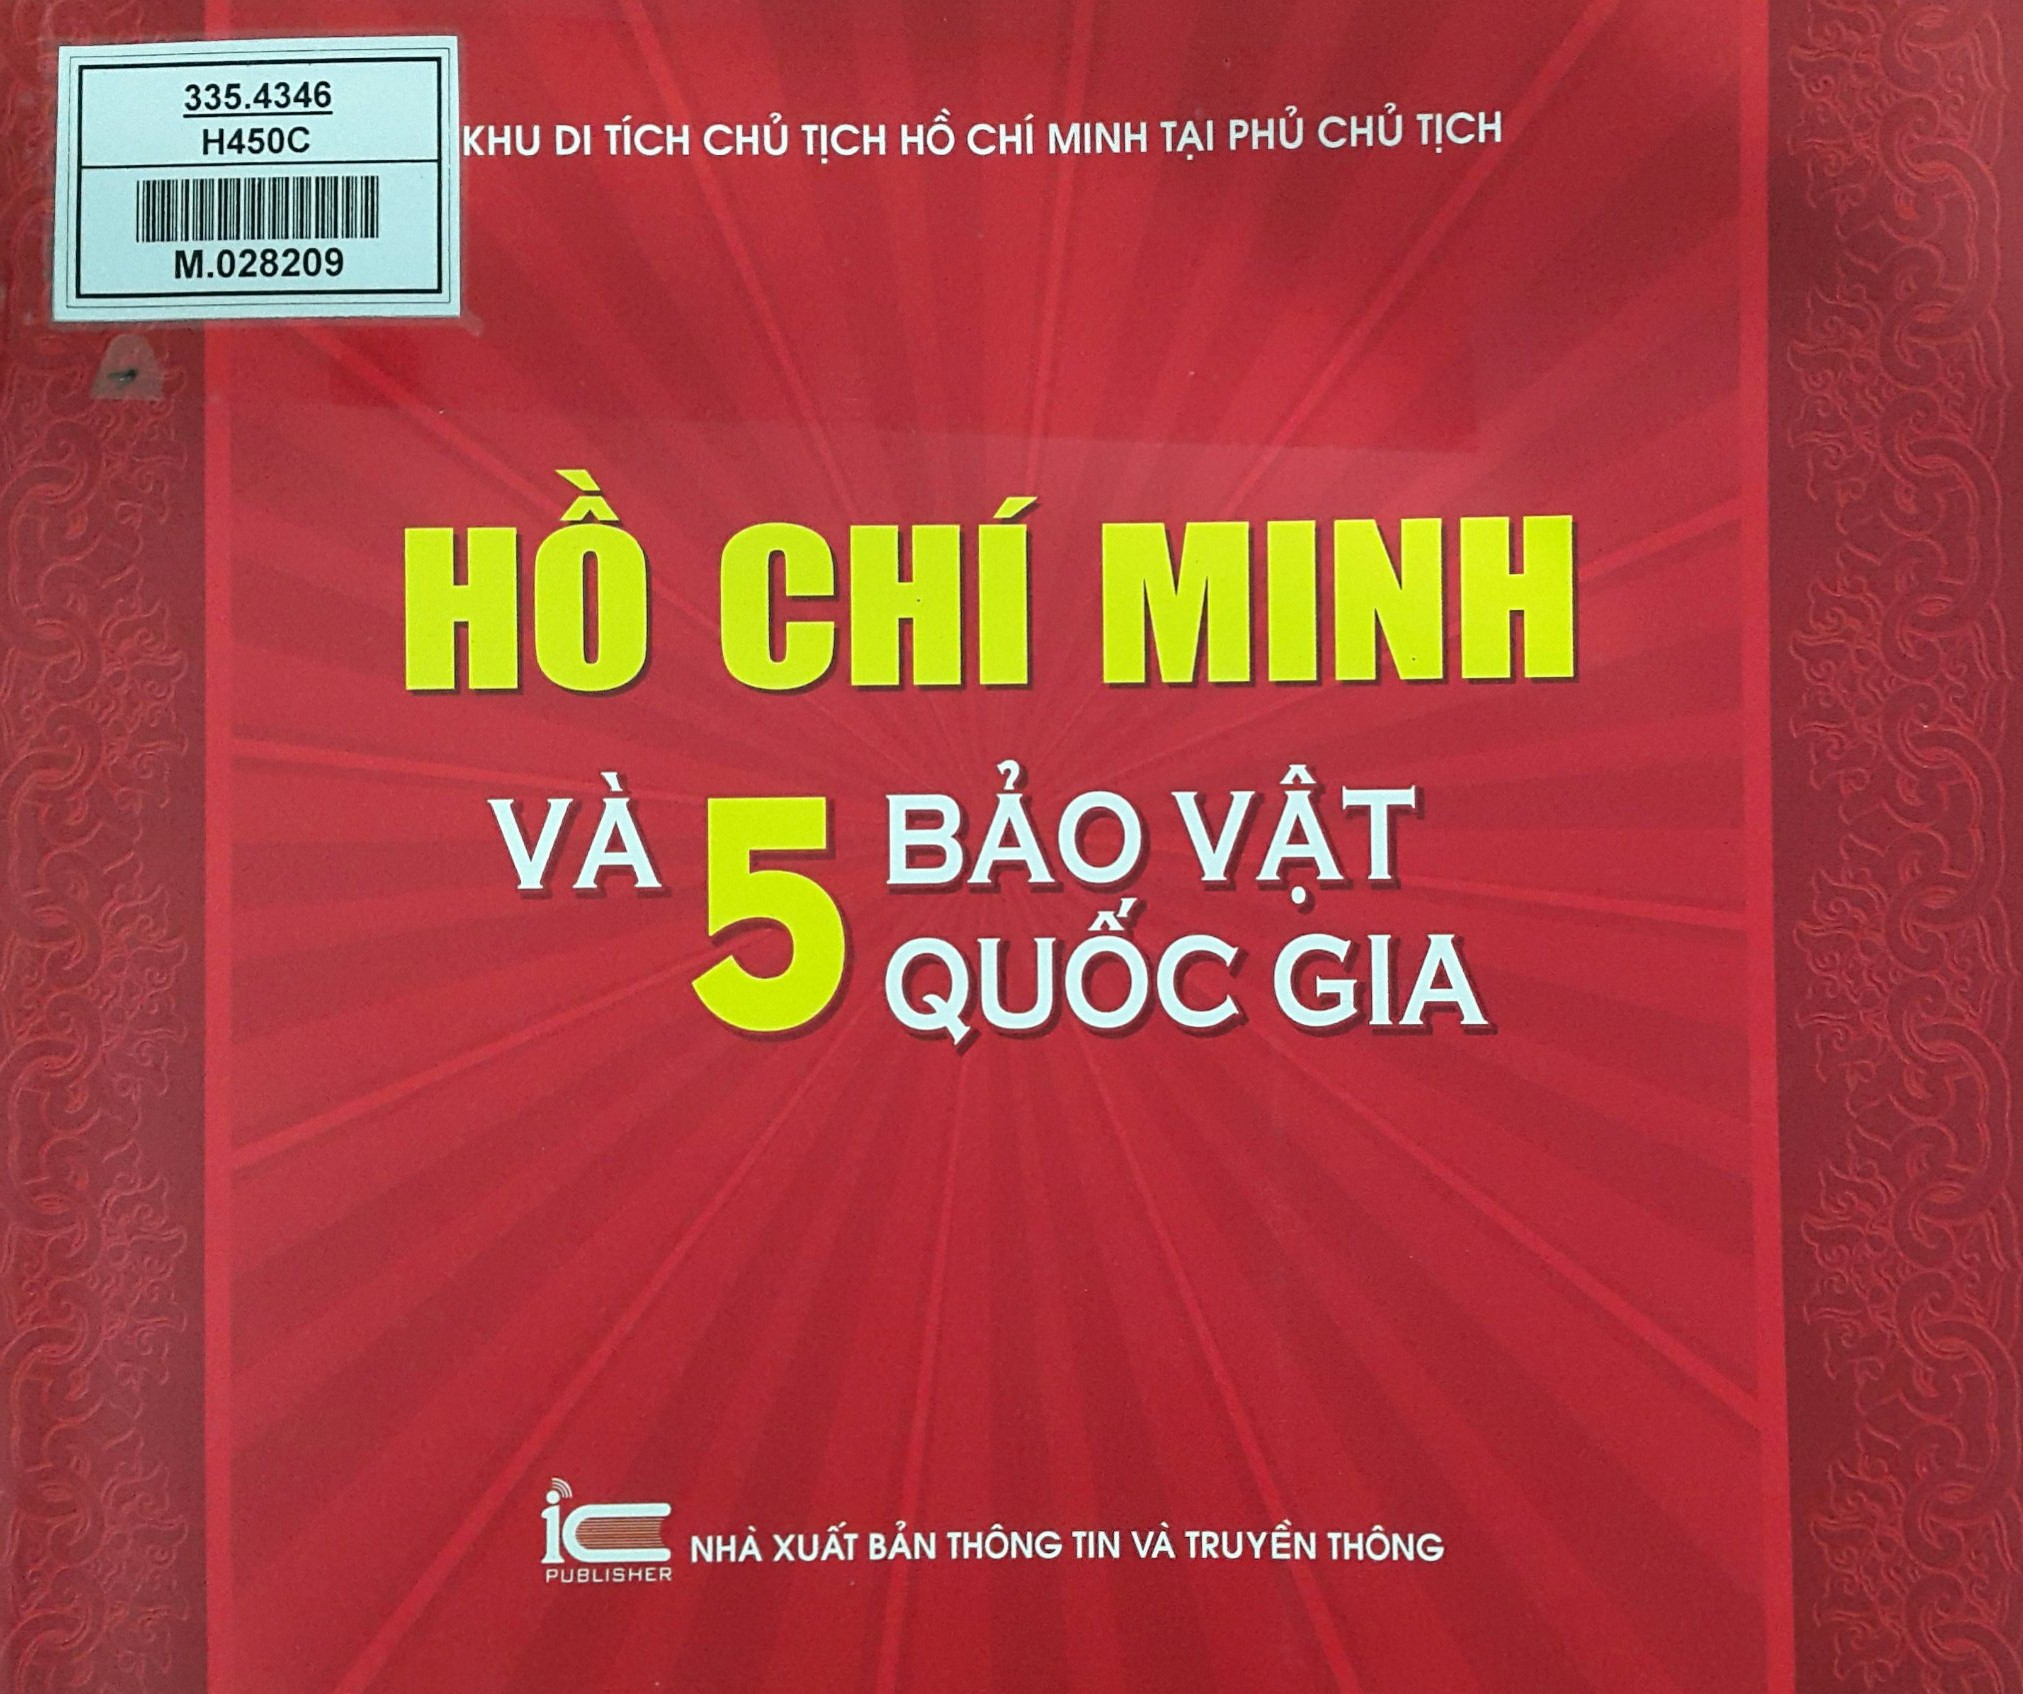 335.4346
H450C
M.028209
KHU DI TÍCH CHỦ TỊCH HỒ CHÍ MINH TẠI PHỦ CHỦ TỊCH
HỒ CHÍ MINH
VÀ 5 BẢO VẬT
QUỐC GIA
iC
PUBLISHER
NHÀ XUẤT BẢN THÔNG TIN VÀ TRUYỀN THÔNG